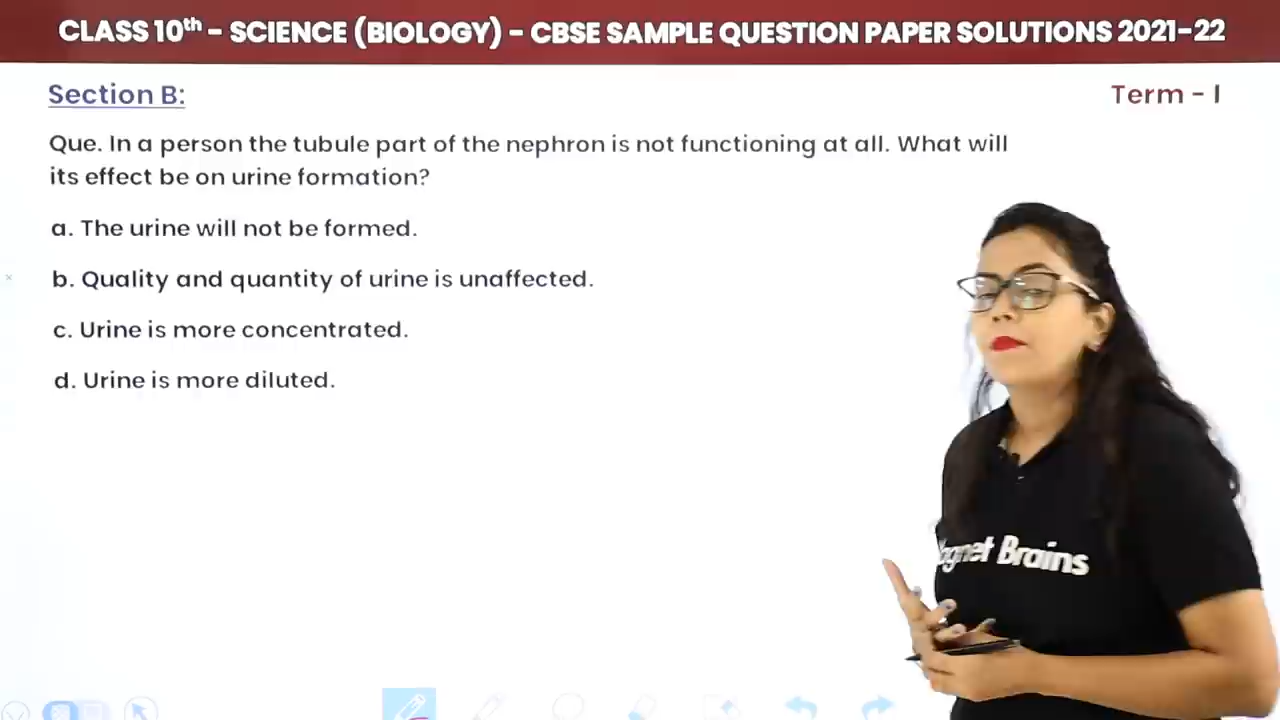 CLASS 10th – SCIENCE (BIOLOGY) – CBSE SAMPLE QUESTION PAPER SOLUTIONS 2021-22
Section B:
Term - I
Que. In a person the tubule part of the nephron is not functioning at all. What will
its effect be on urine formation?
a. The urine will not be formed.
b. Quality and quantity of urine is unaffected.
c. Urine is more concentrated.
d. Urine is more diluted.
Brains